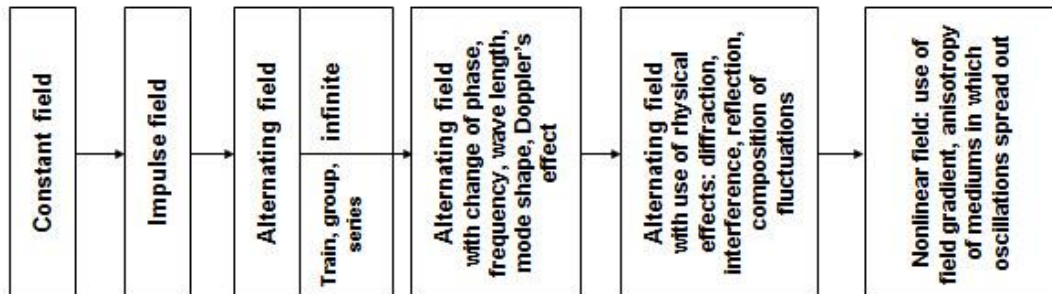 Constant field
Impulse field
Alternating field
Train, group,
series
infinite
Alternating field
with change of phase,
frequency, wave length,
mode shape, Doppler's
effect
Alternating field
with use of rhysical
effects: diffraction,
interference, reflection,
composition of
fluctuations
Nonlinear field: use of
field gradient, anisotropy
of mediums in which
oscillations spread out